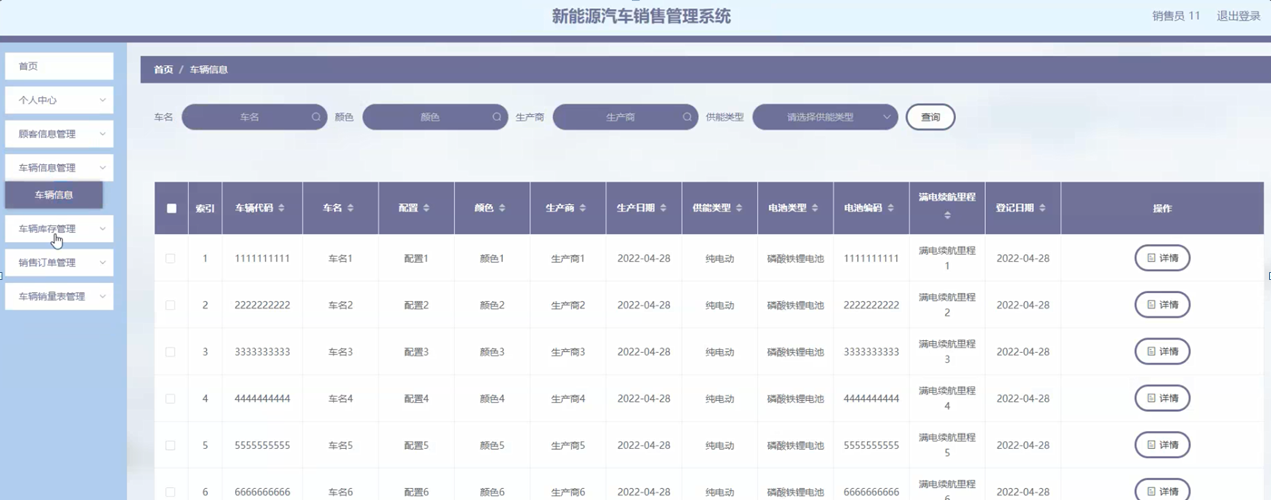 新能源汽车销售管理系统
销售员 11 退出登录
首页
个人中心
顾客信息管理
车辆信息管理
车辆信息
车辆库存管理
销售订单管理
车辆销量表管理
首页 / 车辆信息
车名 车名 颜色 颜色 生产商 生产商 供能类型 请选择供能类型 查询
索引 车辆代码 车名 配置 颜色 生产商 生产日期 供能类型 电池类型 电池编码 满电续航里程 登记日期 操作
1 1111111111 车名1 配置1 颜色1 生产商1 2022-04-28 纯电动 磷酸铁锂电池 1111111111 满电续航里程1 2022-04-28 详情
2 2222222222 车名2 配置2 颜色2 生产商2 2022-04-28 纯电动 磷酸铁锂电池 2222222222 满电续航里程2 2022-04-28 详情
3 3333333333 车名3 配置3 颜色3 生产商3 2022-04-28 纯电动 磷酸铁锂电池 3333333333 满电续航里程3 2022-04-28 详情
4 4444444444 车名4 配置4 颜色4 生产商4 2022-04-28 纯电动 磷酸铁锂电池 4444444444 满电续航里程4 2022-04-28 详情
5 5555555555 车名5 配置5 颜色5 生产商5 2022-04-28 纯电动 磷酸铁锂电池 5555555555 满电续航里程5 2022-04-28 详情
6 6666666666 车名6 配置6 颜色6 生产商6 2022-04-28 纯电动 磷酸铁锂电池 6666666666 满电续航里程6 2022-04-28 详情